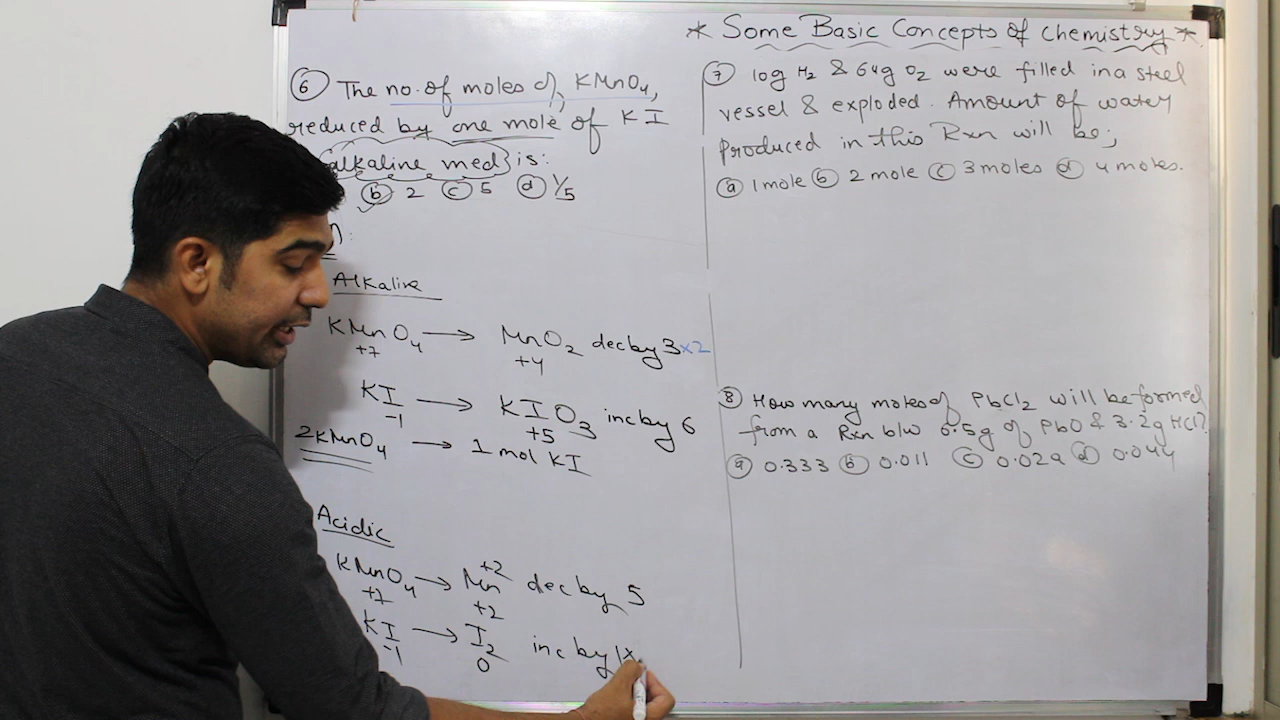 * Some Basic Concepts of Chemistry *
⑥ The no. of moles of KMnO4,
reduced by one mole of KI
alkaline med is:
ⓑ 2 ⓒ 5 ⓓ 1/5
n:
Alkaline
KMnO4 → MnO2 dec by 3 ×2
+7 +4
KI → KIO3 inc by 6
-1 +5
2KMnO4 → 1 mol KI
Acidic
KMnO4 → Mn+2 dec by 5
+7 +2
KI → I2 inc by 1×
-1 0
⑦ 10g H2 & 64g O2 were filled in a steel
vessel & exploded. Amount of water
produced in this Rxn will be;
ⓐ 1 mole ⓑ 2 mole ⓒ 3 moles ⓓ 4 moles.
⑧ How many moles of PbCl2 will be formed
from a Rxn b/w 6.5g of PbO & 3.2g HCl?
ⓐ 0.333 ⓑ 0.011 ⓒ 0.029 ⓓ 0.044